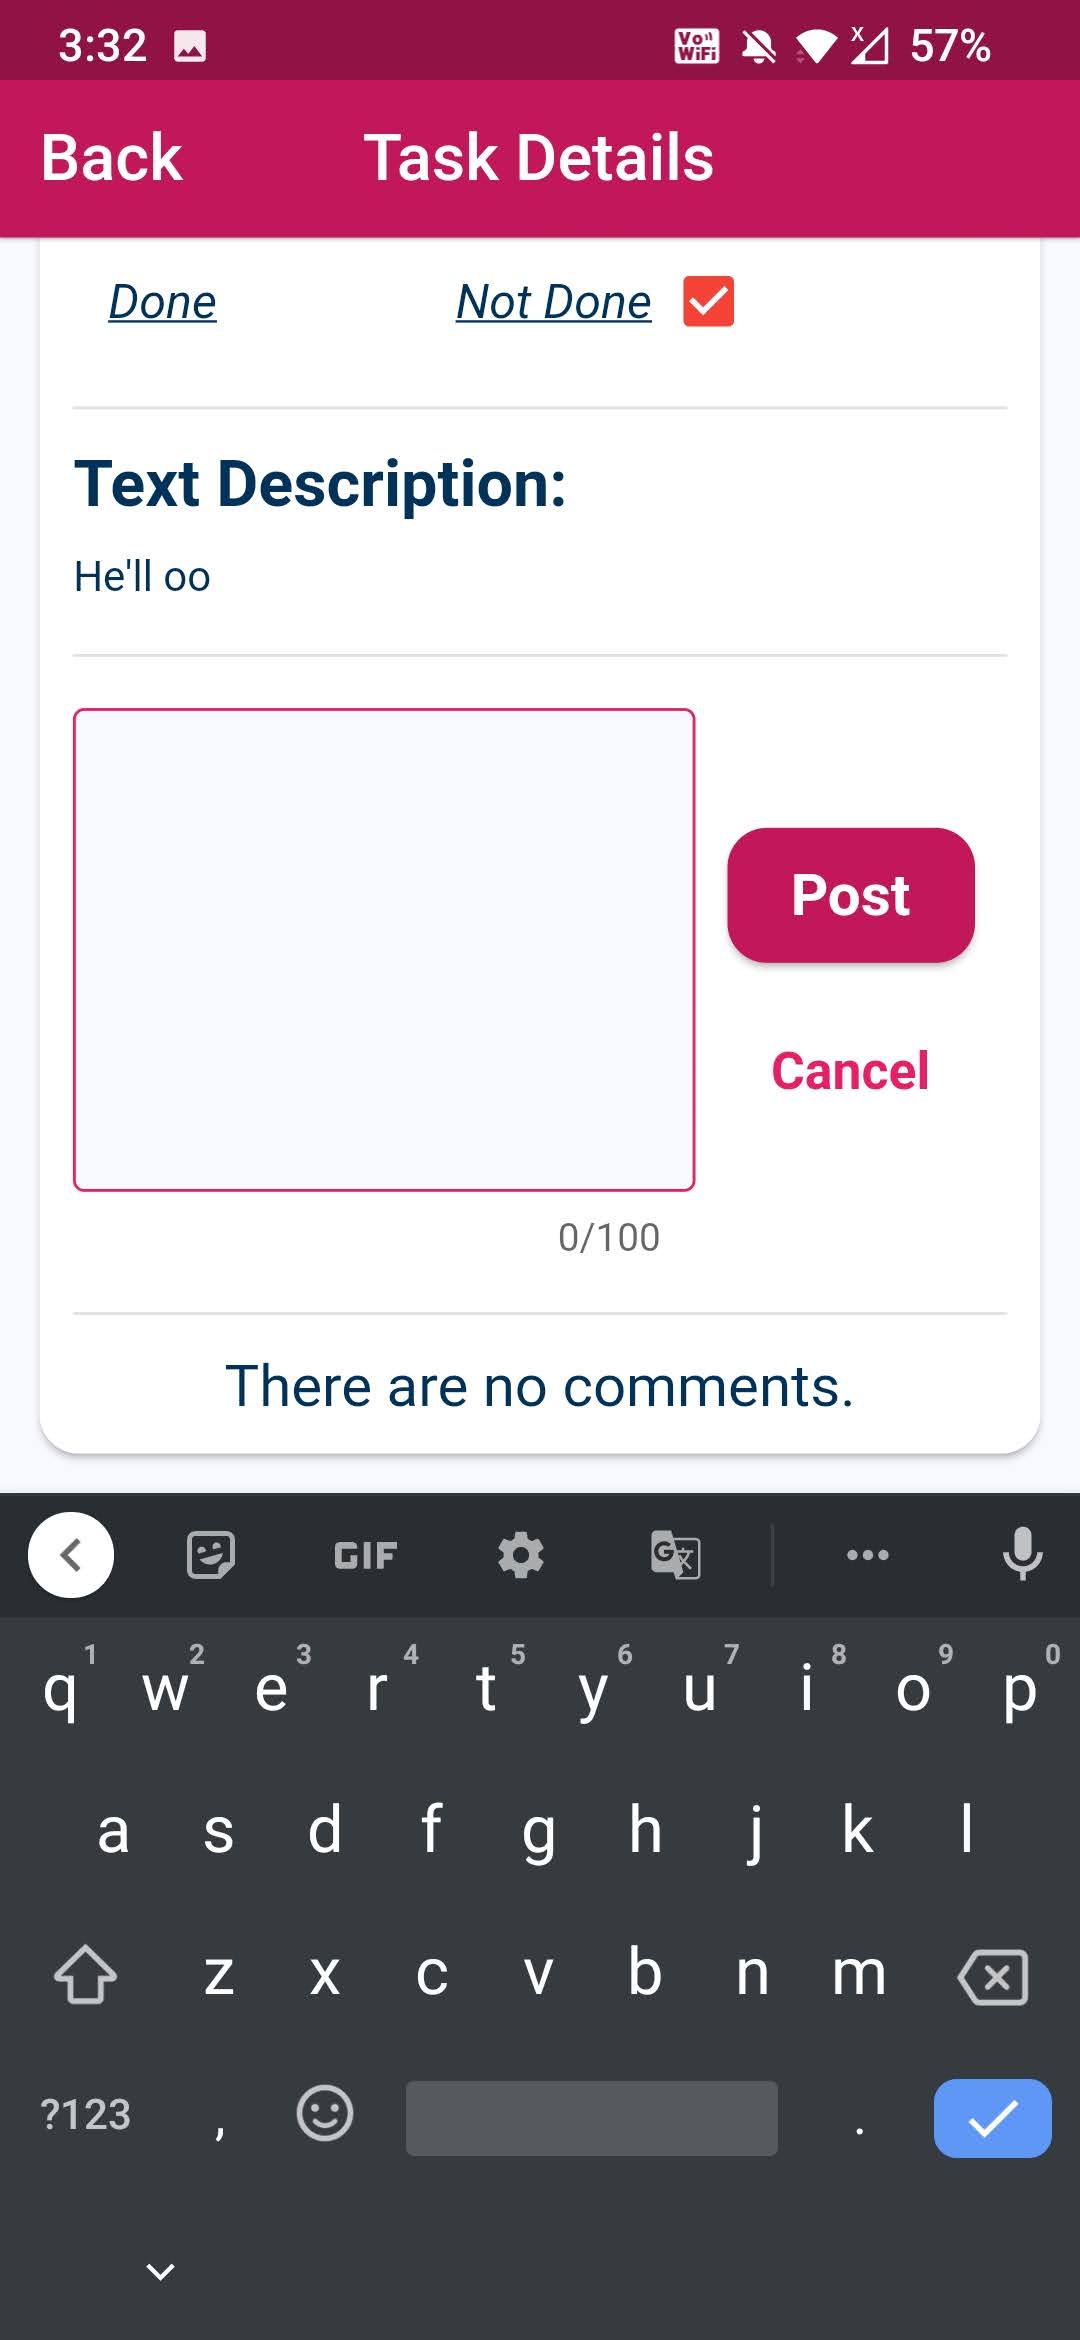 3:32 Vo WiFi x 57%
Back Task Details
Done Not Done
Text Description:
He'll oo
Post
Cancel
0/100
There are no comments.
GIF G
1 2 3 4 5 6 7 8 9 0
q w e r t y u i o p
a s d f g h j k l
z x c v b n m
?123 , .